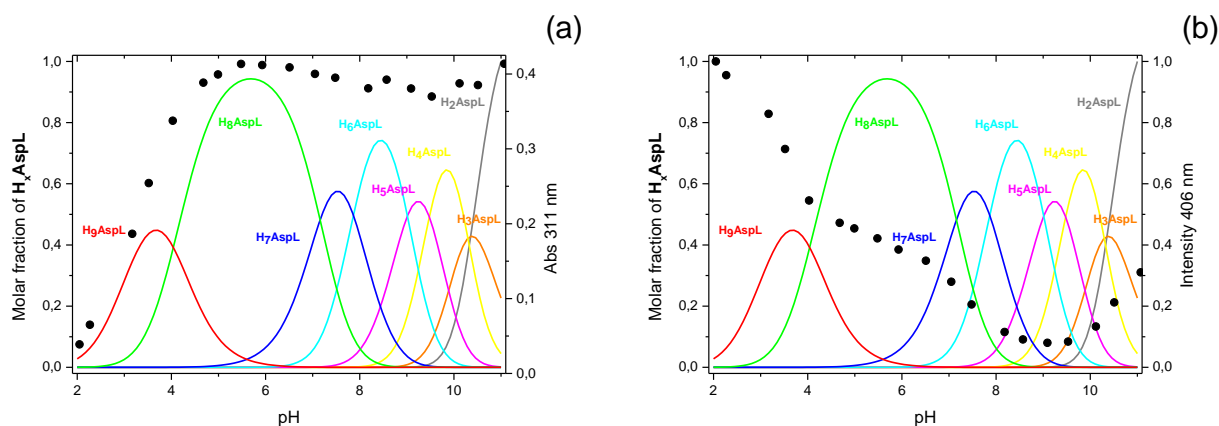 (a)
1,0
0,8
0,6
0,4
0,2
0,0
Molar fraction of HxAspL
2
4
6
8
10
pH
0,4
0,3
0,2
0,1
0,0
Abs 311 nm
H9AspL
H8AspL
H7AspL
H6AspL
H5AspL
H4AspL
H3AspL
H2AspL
(b)
1,0
0,8
0,6
0,4
0,2
0,0
Molar fraction of HxAspL
2
4
6
8
10
pH
1,0
0,8
0,6
0,4
0,2
0,0
Intensity 406 nm
H9AspL
H8AspL
H7AspL
H6AspL
H5AspL
H4AspL
H3AspL
H2AspL